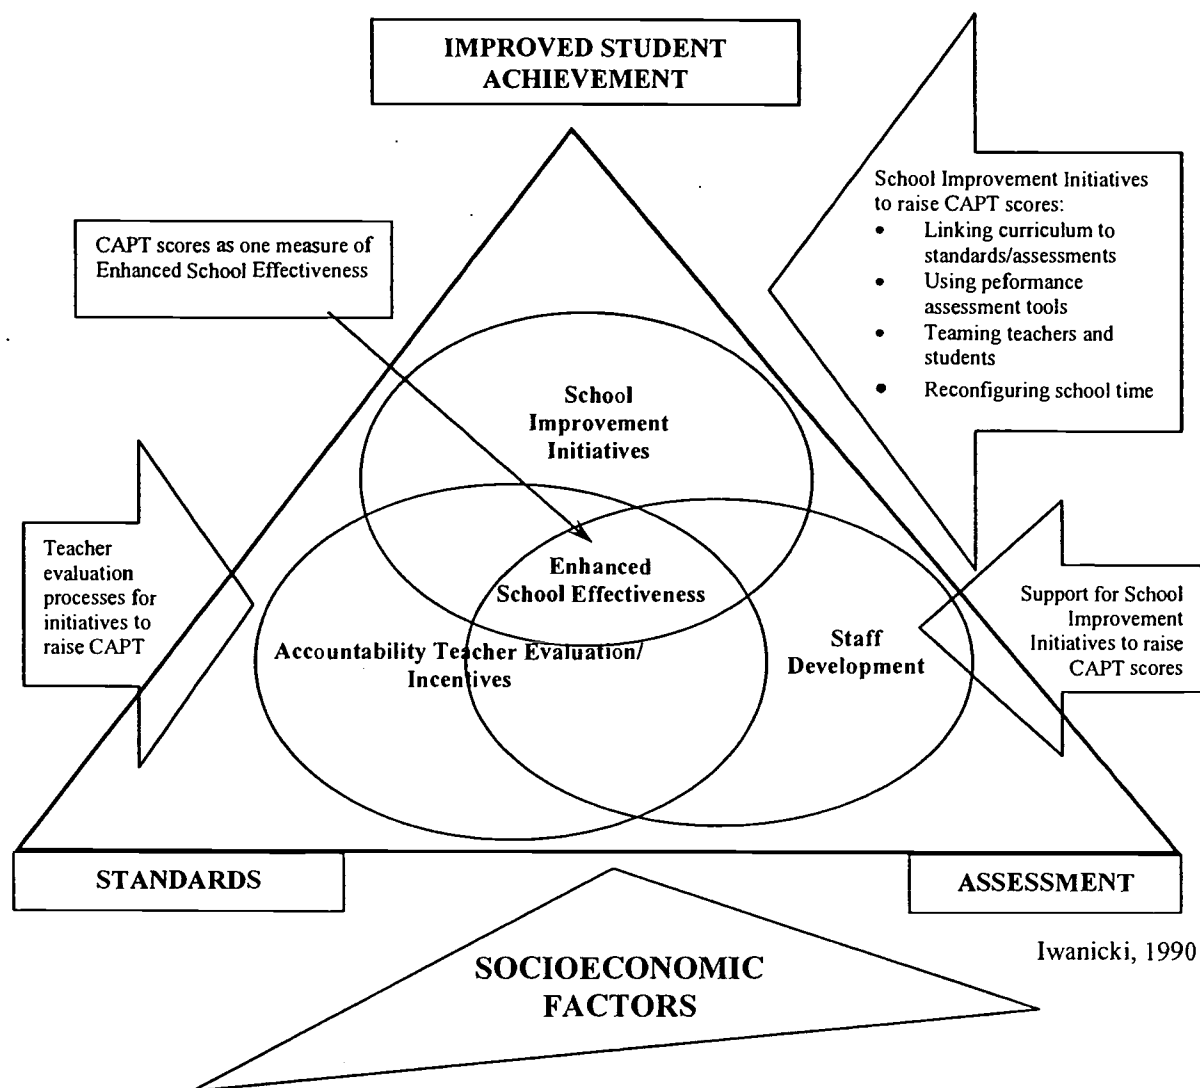 IMPROVED STUDENT
ACHIEVEMENT
CAPT scores as one measure of
Enhanced School Effectiveness
School Improvement Initiatives
to raise CAPT scores:
• Linking curriculum to
standards/assessments
• Using peformance
assessment tools
• Teaming teachers and
students
• Reconfiguring school time
School
Improvement
Initiatives
Teacher
evaluation
processes for
initiatives to
raise CAPT
Enhanced
School Effectiveness
Accountability Teacher Evaluation/
Incentives
Staff
Development
Support for School
Improvement
Initiatives to raise
CAPT scores
STANDARDS
ASSESSMENT
Iwanicki, 1990
SOCIOECONOMIC
FACTORS